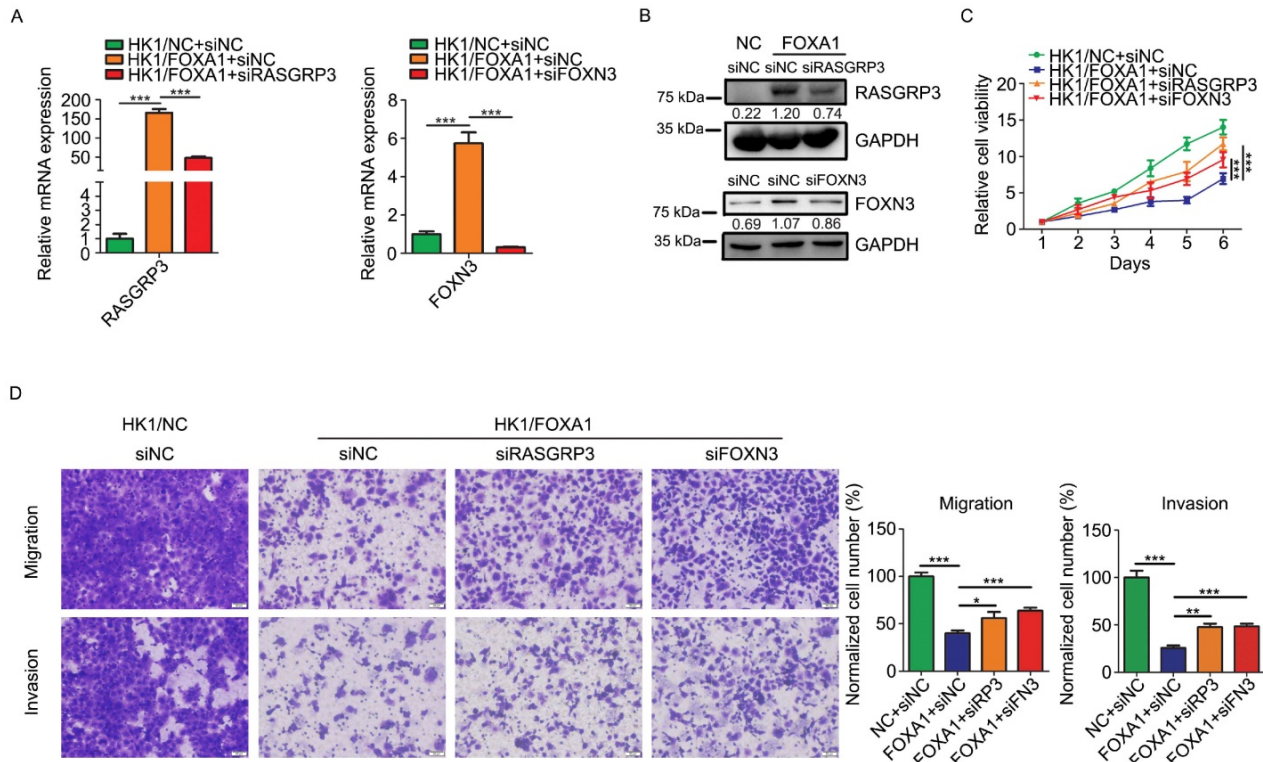 A
HK1/NC+siNC
HK1/FOXA1+siNC
HK1/FOXA1+siRASGRP3
Relative mRNA expression
200
150
100
50
2
1
0
***
***
RASGRP3
HK1/NC+siNC
HK1/FOXA1+siNC
HK1/FOXA1+siFOXN3
Relative mRNA expression
8
6
4
2
0
***
***
FOXN3
B
NC FOXA1
siNC siNC siRASGRP3
75 kDa RASGRP3
0.22 1.20 0.74
35 kDa GAPDH
siNC siNC siFOXN3
75 kDa FOXN3
0.69 1.07 0.86
35 kDa GAPDH
C
HK1/NC+siNC
HK1/FOXA1+siNC
HK1/FOXA1+siRASGRP3
HK1/FOXA1+siFOXN3
Relative cell viability
20
15
10
5
0
1 2 3 4 5 6
Days
***
***
D
HK1/NC HK1/FOXA1
siNC siNC siRASGRP3 siFOXN3
Migration
Invasion
Migration
Normalized cell number (%)
150
100
50
0
***
***
*
NC+siNC
FOXA1+siNC
FOXA1+siRP3
FOXA1+siFN3
Invasion
Normalized cell number (%)
150
100
50
0
***
***
**
NC+siNC
FOXA1+siNC
FOXA1+siRP3
FOXA1+siFN3